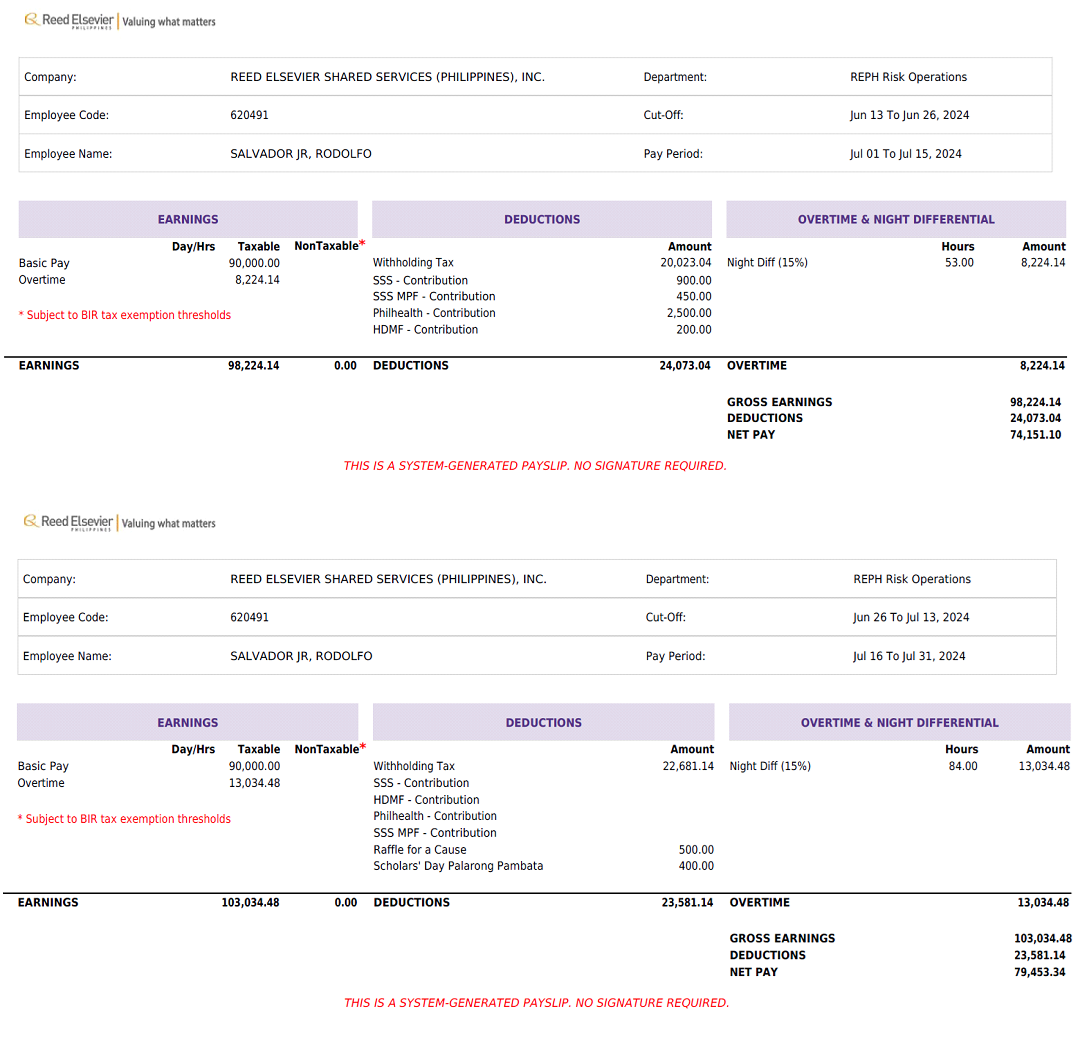 Reed Elsevier | Valuing what matters
PHILIPPINES
Company: REED ELSEVIER SHARED SERVICES (PHILIPPINES), INC. Department: REPH Risk Operations
Employee Code: 620491 Cut-Off: Jun 13 To Jun 26, 2024
Employee Name: SALVADOR JR, RODOLFO Pay Period: Jul 01 To Jul 15, 2024
EARNINGS DEDUCTIONS OVERTIME & NIGHT DIFFERENTIAL
Day/Hrs Taxable NonTaxable* Amount Hours Amount
Basic Pay 90,000.00 Withholding Tax 20,023.04 Night Diff (15%) 53.00 8,224.14
Overtime 8,224.14 SSS - Contribution 900.00
SSS MPF - Contribution 450.00
* Subject to BIR tax exemption thresholds Philhealth - Contribution 2,500.00
HDMF - Contribution 200.00
EARNINGS 98,224.14 0.00 DEDUCTIONS 24,073.04 OVERTIME 8,224.14
GROSS EARNINGS 98,224.14
DEDUCTIONS 24,073.04
NET PAY 74,151.10
THIS IS A SYSTEM-GENERATED PAYSLIP. NO SIGNATURE REQUIRED.
Reed Elsevier | Valuing what matters
PHILIPPINES
Company: REED ELSEVIER SHARED SERVICES (PHILIPPINES), INC. Department: REPH Risk Operations
Employee Code: 620491 Cut-Off: Jun 26 To Jul 13, 2024
Employee Name: SALVADOR JR, RODOLFO Pay Period: Jul 16 To Jul 31, 2024
EARNINGS DEDUCTIONS OVERTIME & NIGHT DIFFERENTIAL
Day/Hrs Taxable NonTaxable* Amount Hours Amount
Basic Pay 90,000.00 Withholding Tax 22,681.14 Night Diff (15%) 84.00 13,034.48
Overtime 13,034.48 SSS - Contribution
HDMF - Contribution
* Subject to BIR tax exemption thresholds Philhealth - Contribution
SSS MPF - Contribution
Raffle for a Cause 500.00
Scholars' Day Palarong Pambata 400.00
EARNINGS 103,034.48 0.00 DEDUCTIONS 23,581.14 OVERTIME 13,034.48
GROSS EARNINGS 103,034.48
DEDUCTIONS 23,581.14
NET PAY 79,453.34
THIS IS A SYSTEM-GENERATED PAYSLIP. NO SIGNATURE REQUIRED.